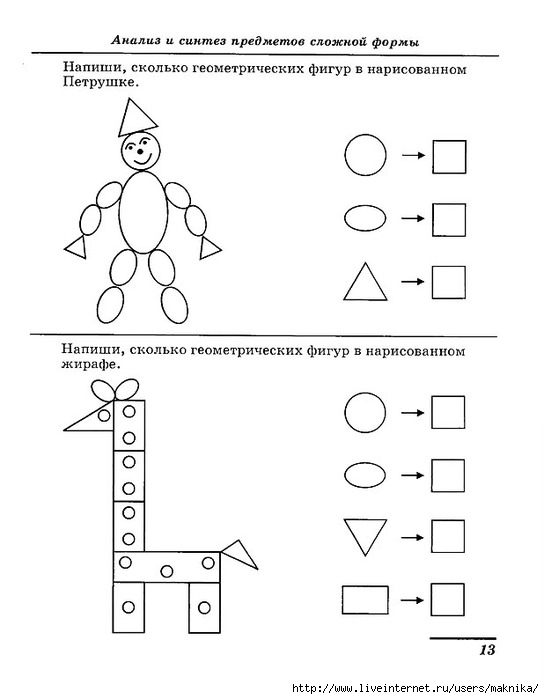 Анализ и синтез предметов сложной формы
Напиши, сколько геометрических фигур в нарисованном
Петрушке.
Напиши, сколько геометрических фигур в нарисованном
жирафе.
13
http://www.liveinternet.ru/users/maknika/